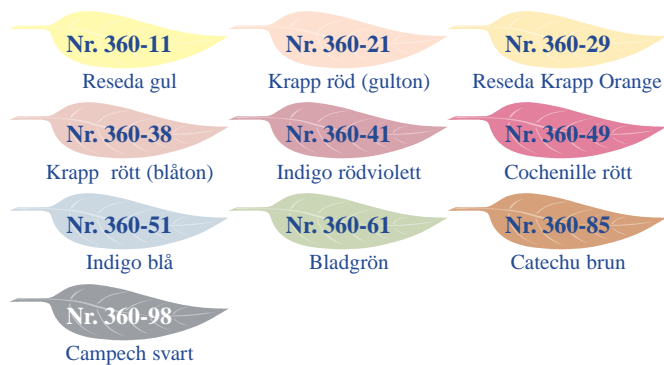 Nr. 360-11
Reseda gul
Nr. 360-21
Krapp röd (gulton)
Nr. 360-29
Reseda Krapp Orange
Nr. 360-38
Krapp rött (blåton)
Nr. 360-41
Indigo rödviolett
Nr. 360-49
Cochenille rött
Nr. 360-51
Indigo blå
Nr. 360-61
Bladgrön
Nr. 360-85
Catechu brun
Nr. 360-98
Campech svart